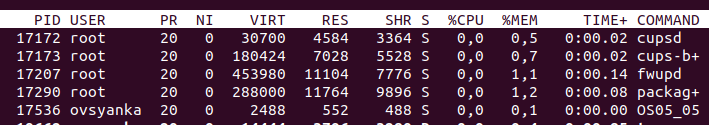 PID USER PR NI VIRT RES SHR S %CPU %MEM TIME+ COMMAND
17172 root 20 0 30700 4584 3364 S 0,0 0,5 0:00.02 cupsd
17173 root 20 0 180424 7028 5528 S 0,0 0,7 0:00.02 cups-b+
17207 root 20 0 453980 11104 7776 S 0,0 1,1 0:00.14 fwupd
17290 root 20 0 288000 11764 9896 S 0,0 1,2 0:00.08 packag+
17536 ovsyanka 20 0 2488 552 488 S 0,0 0,1 0:00.00 OS05_05